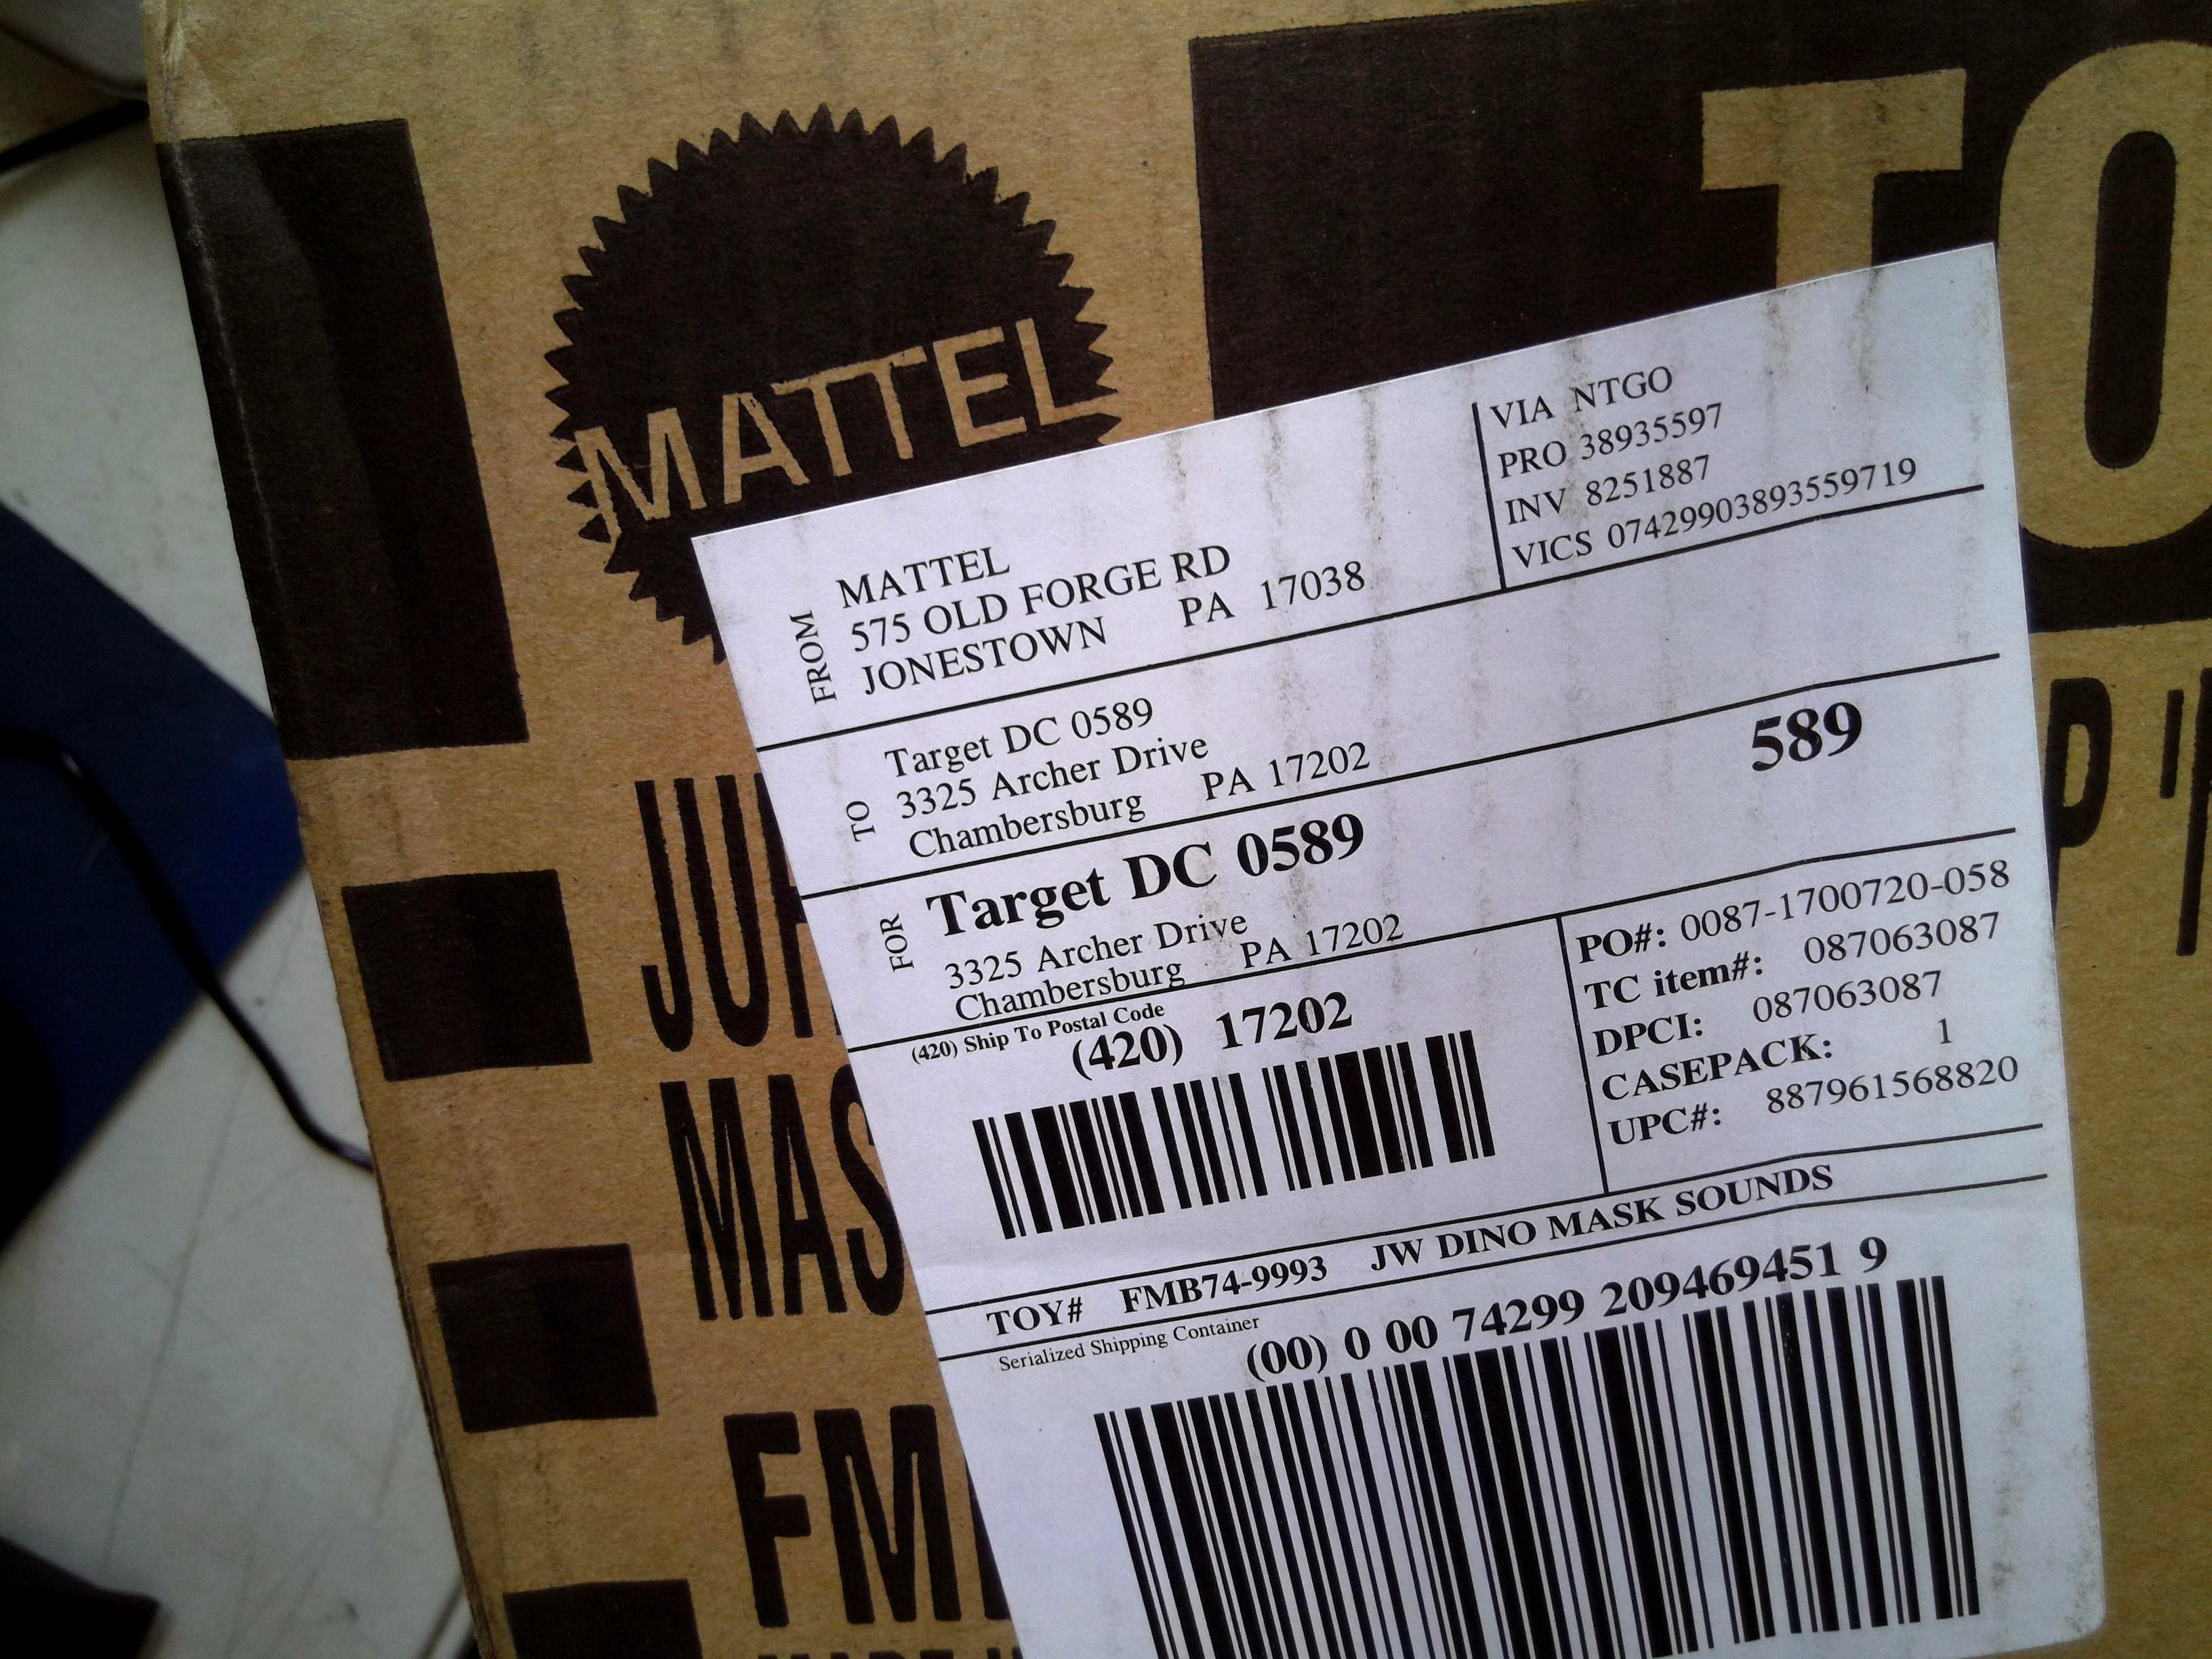 MATTEL
TO
VIA NTGO
PRO 38935597
INV 8251887
VICS 07429903893559719
FROM
MATTEL
575 OLD FORGE RD
JONESTOWN PA 17038
TO
Target DC 0589
3325 Archer Drive
Chambersburg PA 17202
589
FOR
Target DC 0589
3325 Archer Drive
Chambersburg PA 17202
(420) Ship To Postal Code
(420) 17202
PO#: 0087-1700720-058
TC item#: 087063087
DPCI: 087063087
CASEPACK: 1
UPC#: 887961568820
TOY# FMB74-9993 JW DINO MASK SOUNDS
Serialized Shipping Container
(00) 0 00 74299 209469451 9
MAS